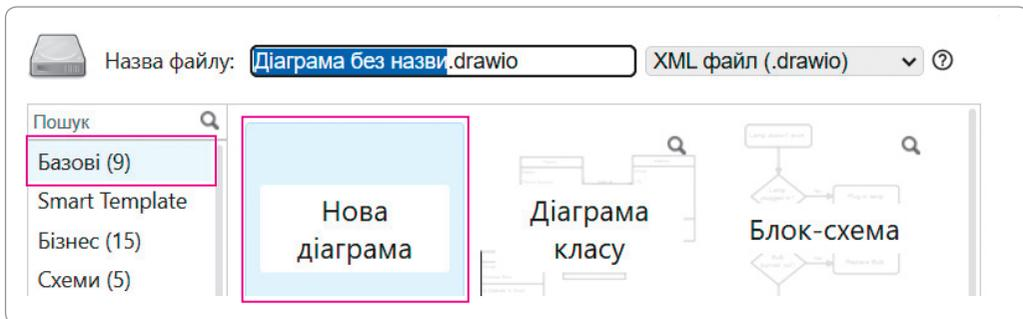 Назва файлу: Діаграма без назви.drawio XML файл (.drawio)
Пошук
Базові (9)
Smart Template
Бізнес (15)
Схеми (5)
Нова
діаграма
Діаграма
класу
Блок-схема